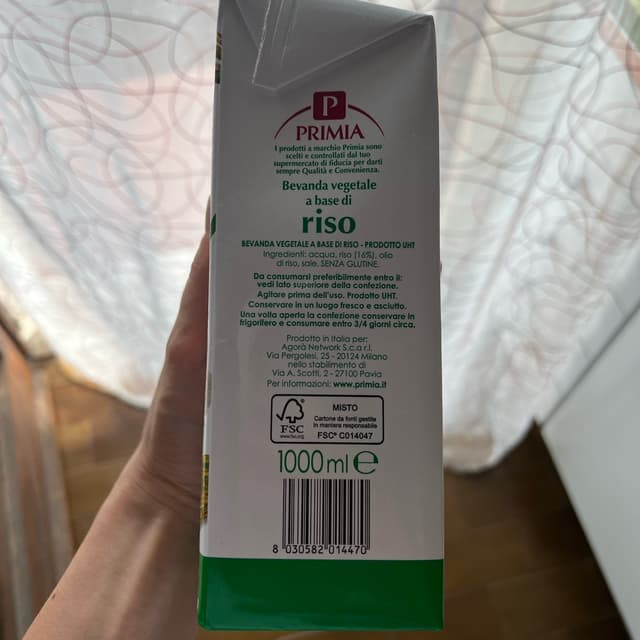 P
PRIMIA
I prodotti a marchio Primia sono
scelti e controllati dal tuo
supermercato di fiducia per darti
sempre Qualità e Convenienza.
Bevanda vegetale
a base di
riso
BEVANDA VEGETALE A BASE DI RISO - PRODOTTO UHT
Ingredienti: acqua, riso (16%), olio
di riso, sale. SENZA GLUTINE.
Da consumarsi preferibilmente entro il:
vedi lato superiore della confezione.
Agitare prima dell'uso. Prodotto UHT.
Conservare in un luogo fresco e asciutto.
Una volta aperta la confezione conservare in
frigorifero e consumare entro 3/4 giorni circa.
Prodotto in Italia per:
Agorà Network S.c.a r.l.
Via Pergolesi, 25 - 20124 Milano
nello stabilimento di
Via A. Scotti, 2 - 27100 Pavia
Per informazioni: www.primia.it
FSC
www.fsc.org
MISTO
Cartone da fonti gestite
in maniera responsabile
FSC® C014047
1000 ml e
8 030582 014470